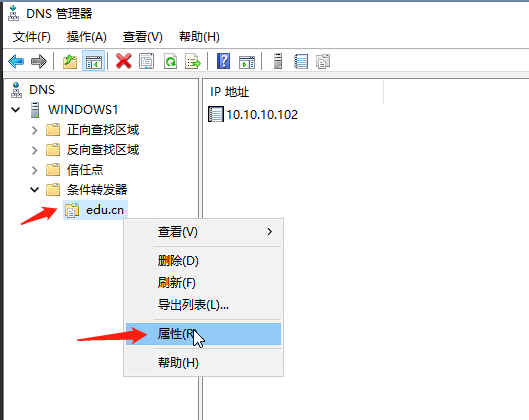 DNS 管理器
文件(F) 操作(A) 查看(V) 帮助(H)
DNS
WINDOWS1
正向查找区域
反向查找区域
信任点
条件转发器
edu.cn
IP 地址
10.10.10.102
查看(V)
删除(D)
刷新(F)
导出列表(L)...
属性(R)
帮助(H)